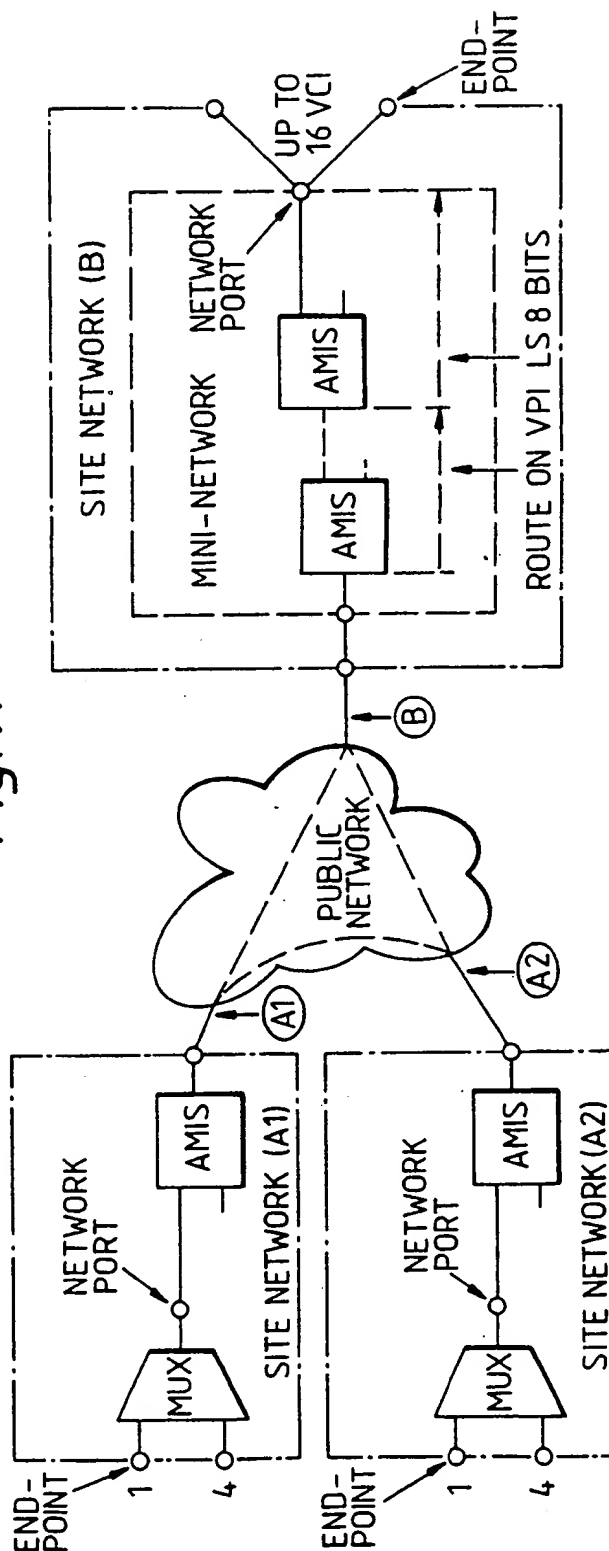 Fig.1.
END-
POINT
1
4
MUX
NETWORK
PORT
AMIS
SITE NETWORK (A1)
END-
POINT
1
4
MUX
NETWORK
PORT
AMIS
SITE NETWORK (A2)
A1
A2
PUBLIC
NETWORK
B
SITE NETWORK (B)
MINI-NETWORK
NETWORK
PORT
AMIS
AMIS
UP TO
16 VCI
END-
POINT
ROUTE ON VPI LS 8 BITS